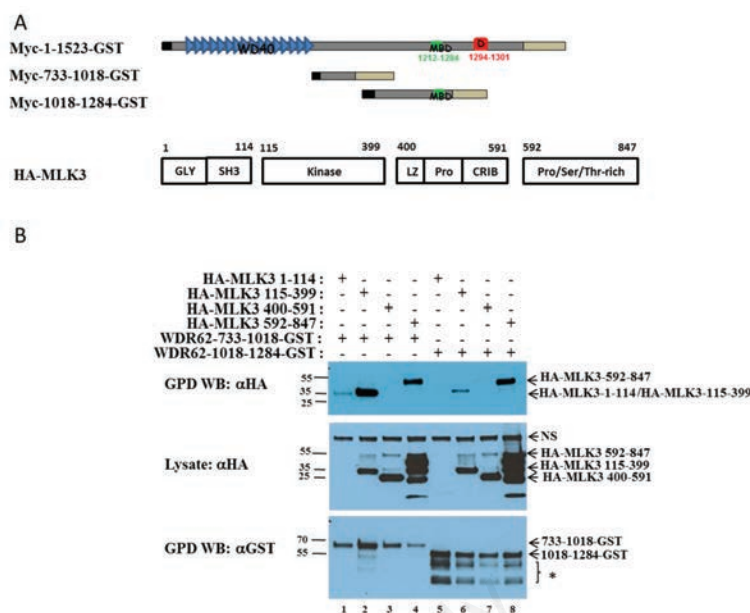 A
Myc-1-1523-GST
WD40
MBD
D
1212-1284
1294-1301
Myc-733-1018-GST
Myc-1018-1284-GST
MBD
1 114 115 399 400 591 592 847
HA-MLK3
GLY SH3 Kinase LZ Pro CRIB Pro/Ser/Thr-rich
B
HA-MLK3 1-114 : + - - - + - - -
HA-MLK3 115-399 : - + - - - + - -
HA-MLK3 400-591 : - - + - - - + -
HA-MLK3 592-847 : - - - + - - - +
WDR62-733-1018-GST : + + + + - - - -
WDR62-1018-1284-GST : - - - - + + + +
GPD WB: αHA
55
35
25
HA-MLK3-592-847
HA-MLK3-1-114/HA-MLK3-115-399
Lysate: αHA
55
35
25
NS
HA-MLK3 592-847
HA-MLK3 115-399
HA-MLK3 400-591
GPD WB: αGST
70
55
733-1018-GST
1018-1284-GST
*
1 2 3 4 5 6 7 8